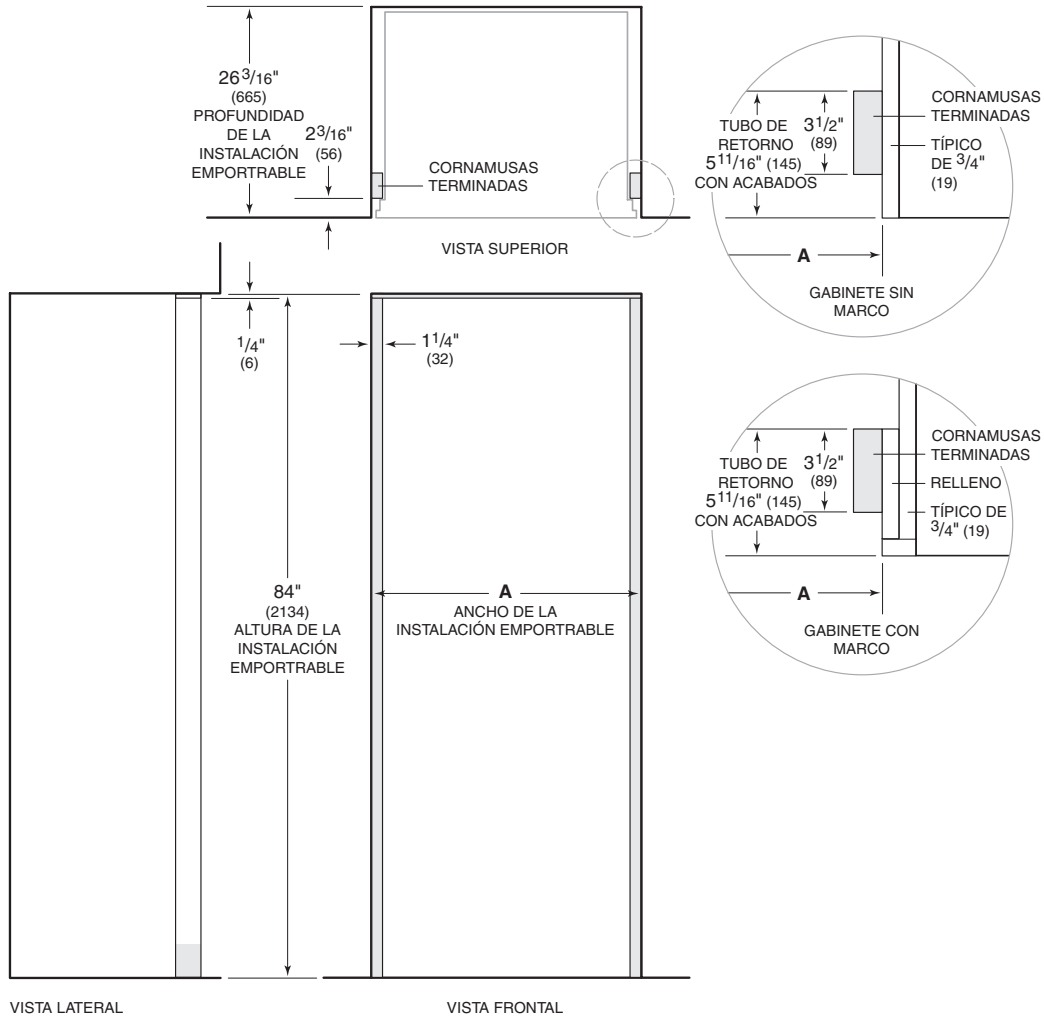 26 3/16"
(665)
PROFUNDIDAD
DE LA
INSTALACIÓN
EMPORTRABLE
2 3/16"
(56)
CORNAMUSAS
TERMINADAS
VISTA SUPERIOR
TUBO DE
RETORNO
5 11/16" (145)
CON ACABADOS
3 1/2"
(89)
CORNAMUSAS
TERMINADAS
TÍPICO
DE 3/4"
(19)
A
GABINETE SIN
MARCO
1/4"
(6)
1 1/4"
(32)
84"
(2134)
ALTURA DE LA
INSTALACIÓN
EMPORTRABLE
A
ANCHO DE LA
INSTALACIÓN EMPORTRABLE
TUBO DE
RETORNO
5 11/16" (145)
CON ACABADOS
3 1/2"
(89)
CORNAMUSAS
TERMINADAS
RELLENO
TÍPICO DE
3/4" (19)
A
GABINETE CON
MARCO
VISTA LATERAL
VISTA FRONTAL